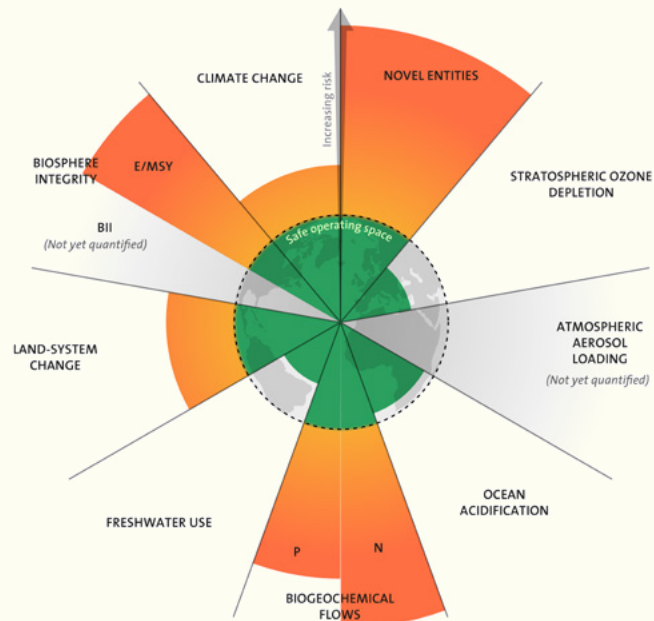 CLIMATE CHANGE
Increasing risk
NOVEL ENTITIES
STRATOSPHERIC OZONE
DEPLETION
BIOSPHERE
INTEGRITY
E/MSY
BII
(Not yet quantified)
Safe operating space
ATMOSPHERIC
AEROSOL
LOADING
(Not yet quantified)
LAND-SYSTEM
CHANGE
OCEAN
ACIDIFICATION
FRESHWATER USE
P
N
BIOGEOCHEMICAL
FLOWS